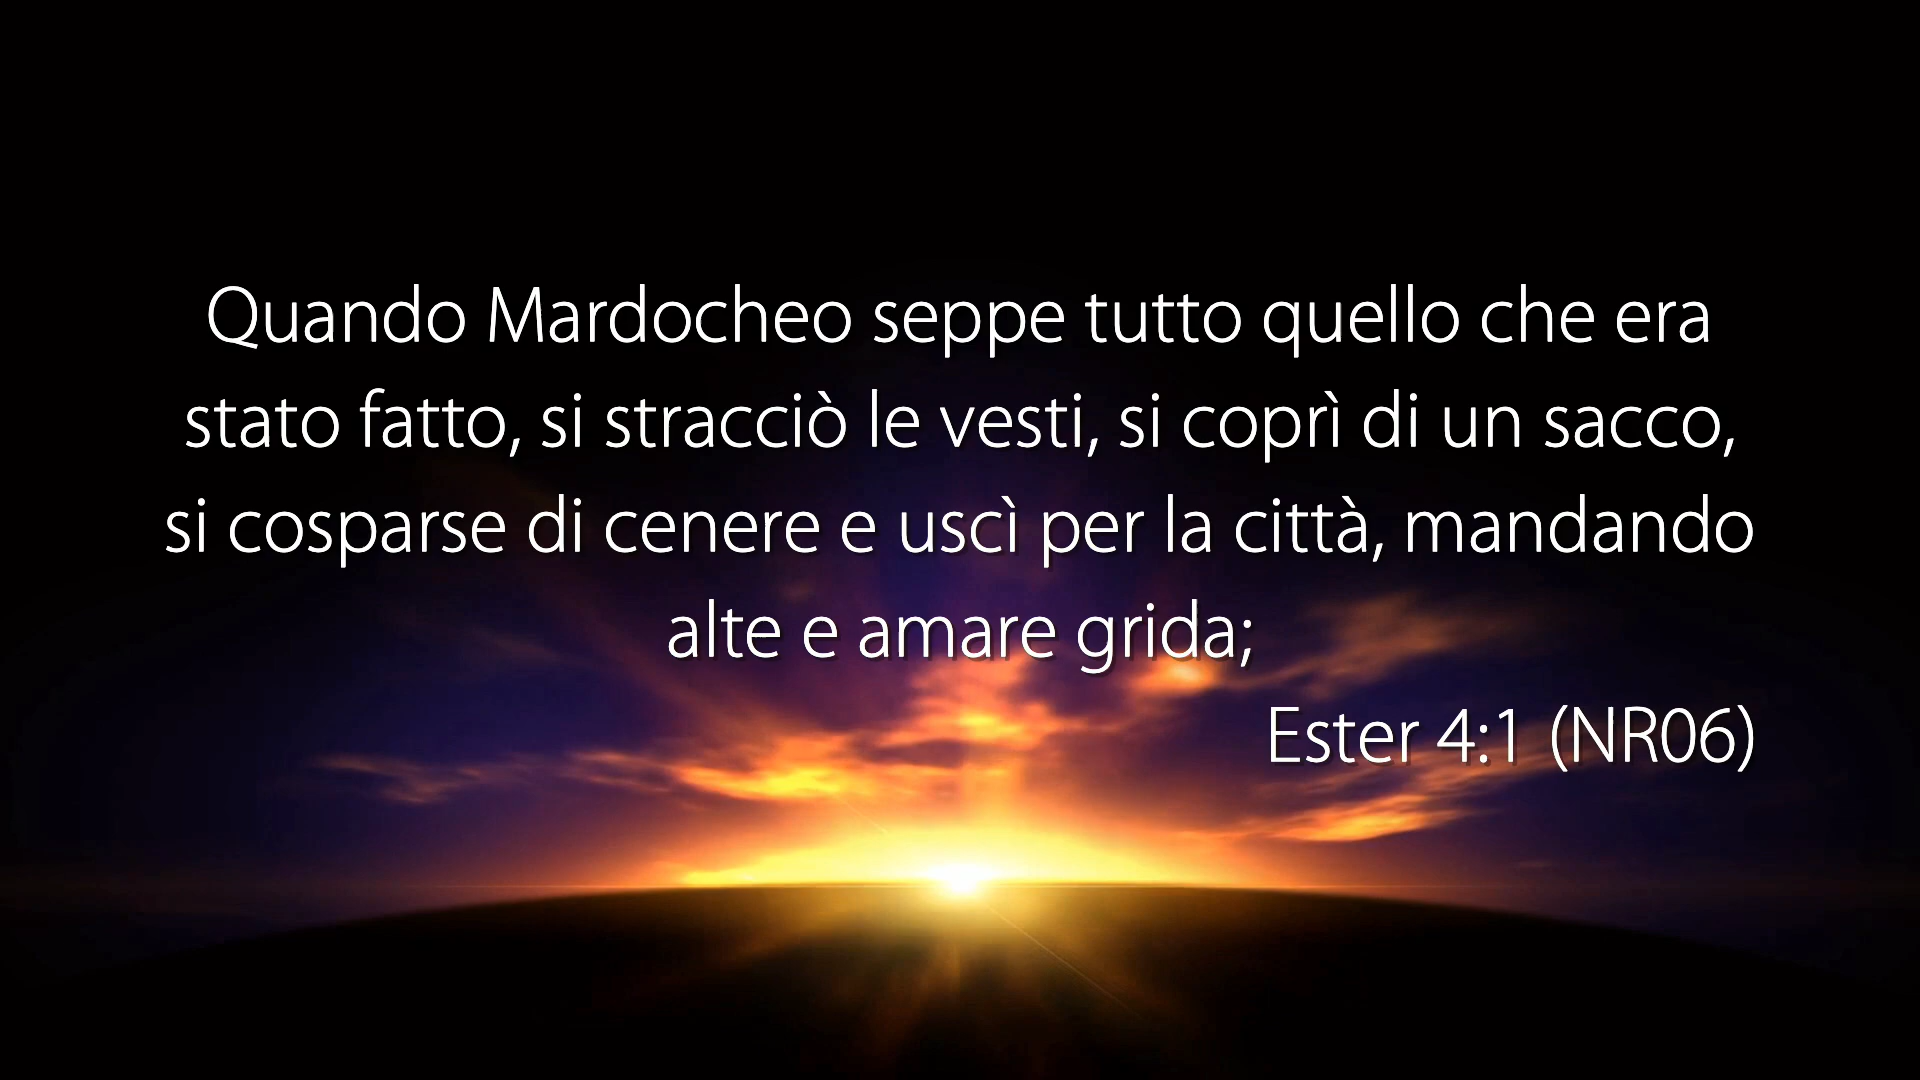 Quando Mardocheo seppe tutto quello che era
stato fatto, si stracciò le vesti, si coprì di un sacco,
si cosparse di cenere e uscì per la città, mandando
alte e amare grida;
Ester 4:1 (NR06)